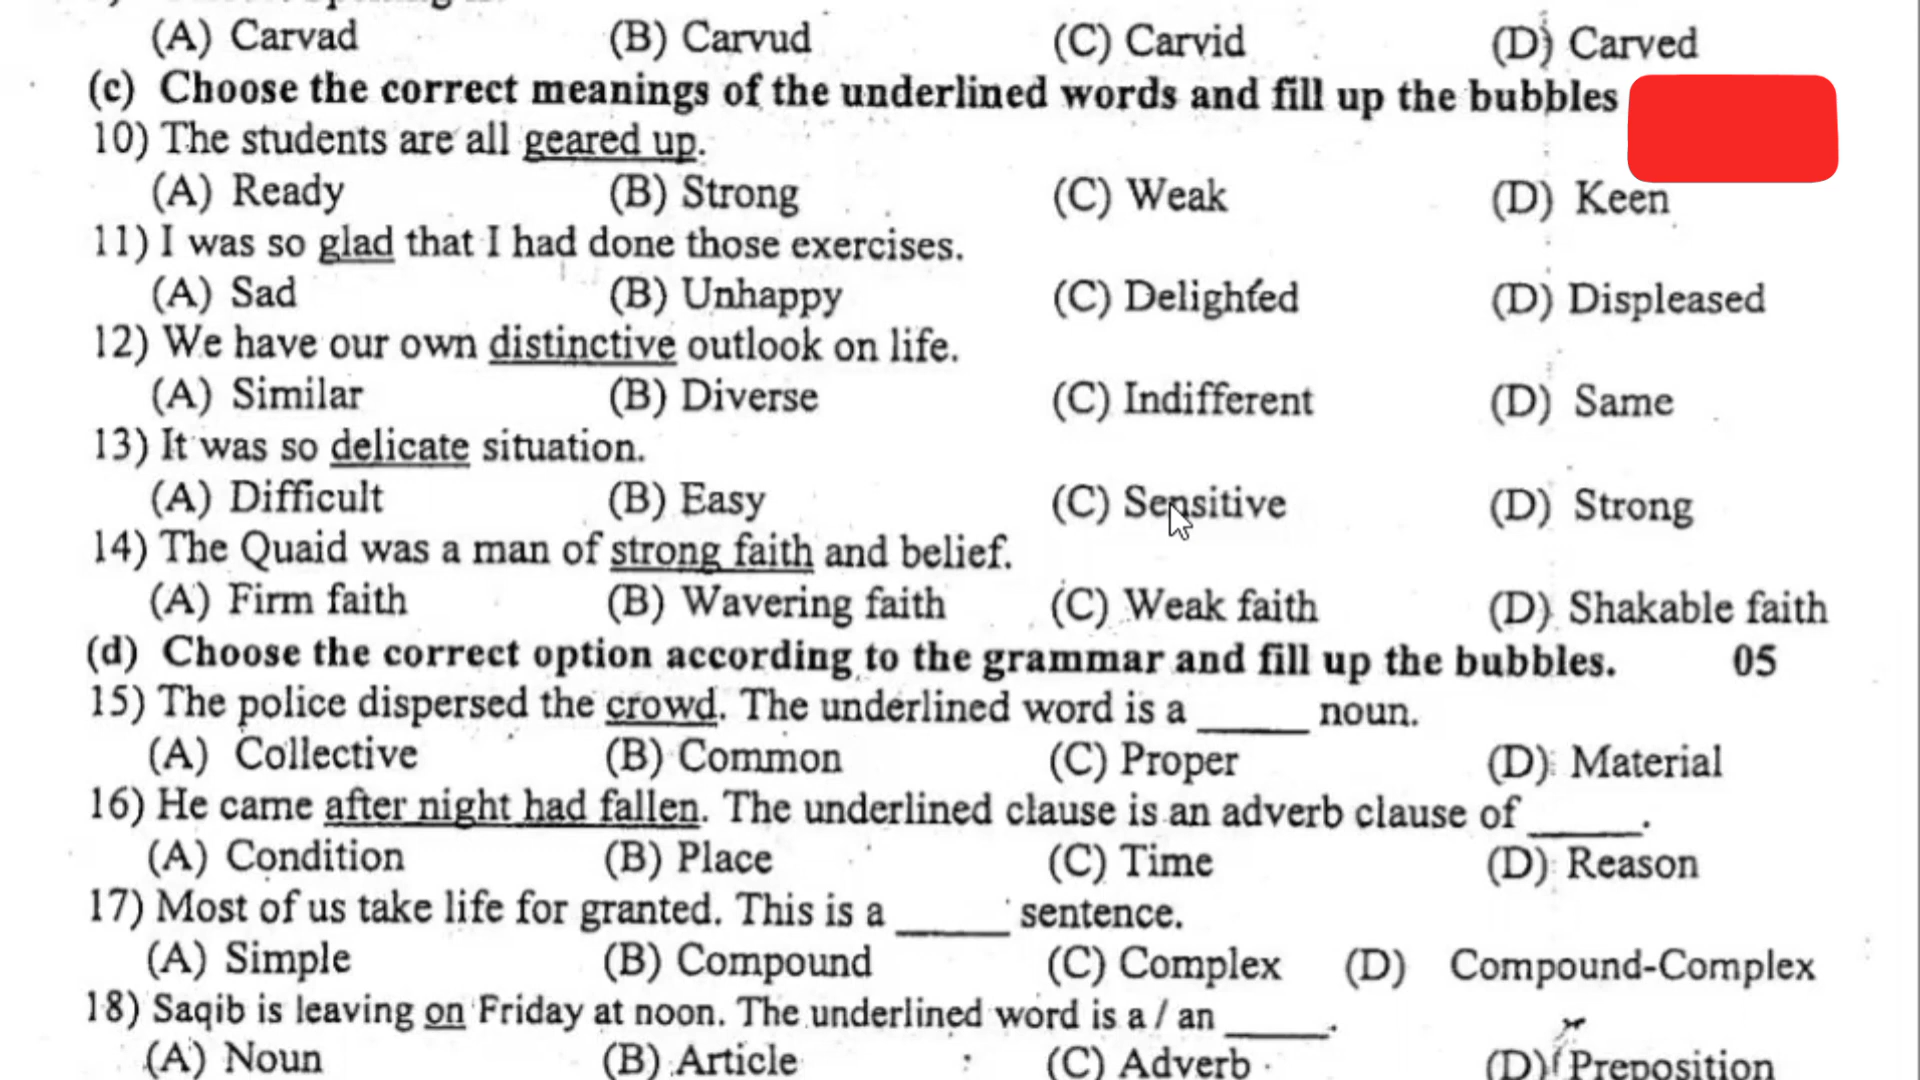 (A) Carvad (B) Carvud (C) Carvid (D) Carved
(c) Choose the correct meanings of the underlined words and fill up the bubbles
10) The students are all geared up.
(A) Ready (B) Strong (C) Weak (D) Keen
11) I was so glad that I had done those exercises.
(A) Sad (B) Unhappy (C) Delighted (D) Displeased
12) We have our own distinctive outlook on life.
(A) Similar (B) Diverse (C) Indifferent (D) Same
13) It was so delicate situation.
(A) Difficult (B) Easy (C) Sensitive (D) Strong
14) The Quaid was a man of strong faith and belief.
(A) Firm faith (B) Wavering faith (C) Weak faith (D) Shakable faith
(d) Choose the correct option according to the grammar and fill up the bubbles. 05
15) The police dispersed the crowd. The underlined word is a _____ noun.
(A) Collective (B) Common (C) Proper (D) Material
16) He came after night had fallen. The underlined clause is an adverb clause of _____.
(A) Condition (B) Place (C) Time (D) Reason
17) Most of us take life for granted. This is a _____ sentence.
(A) Simple (B) Compound (C) Complex (D) Compound-Complex
18) Saqib is leaving on Friday at noon. The underlined word is a / an _____.
(A) Noun (B) Article (C) Adverb (D) Preposition